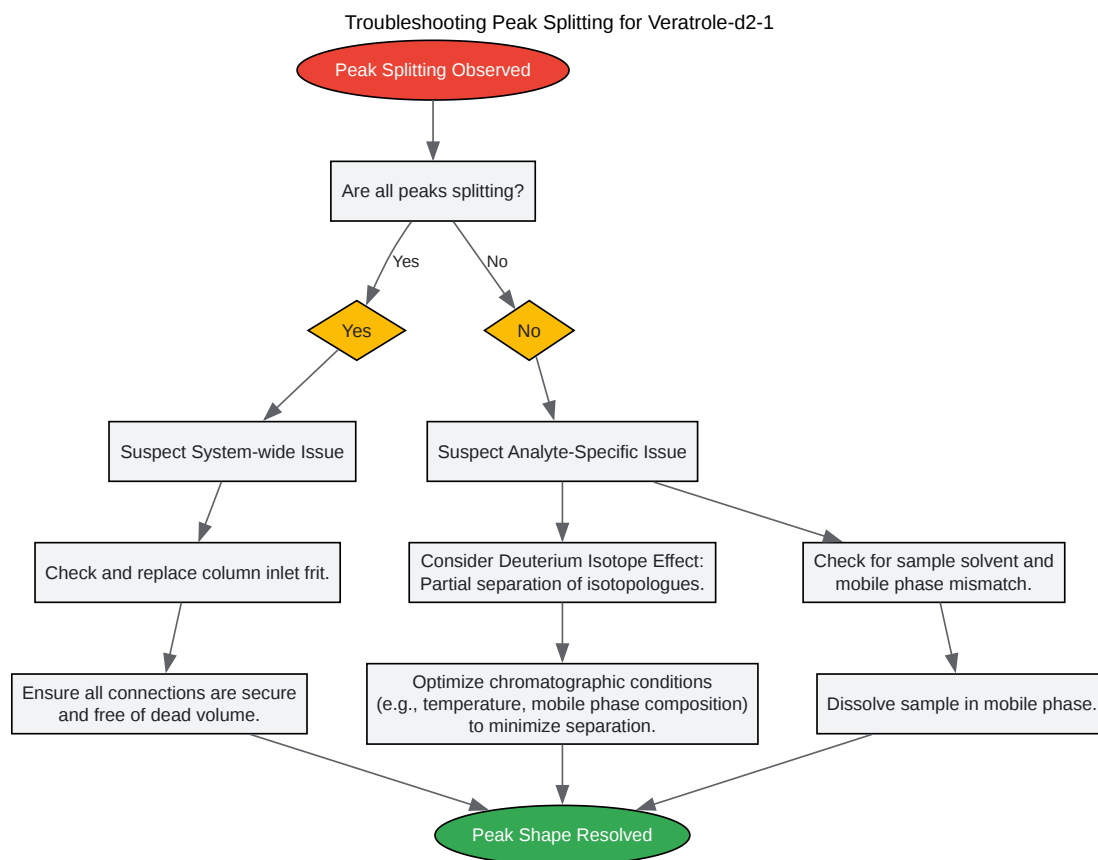 Troubleshooting Peak Splitting for Veratrole-d2-1
Peak Splitting Observed
Are all peaks splitting?
Yes
No
Yes
No
Suspect System-wide Issue
Suspect Analyte-Specific Issue
Check and replace column inlet frit.
Consider Deuterium Isotope Effect:
Partial separation of isotopologues.
Check for sample solvent and
mobile phase mismatch.
Ensure all connections are secure
and free of dead volume.
Optimize chromatographic conditions
(e.g., temperature, mobile phase composition)
to minimize separation.
Dissolve sample in mobile phase.
Peak Shape Resolved